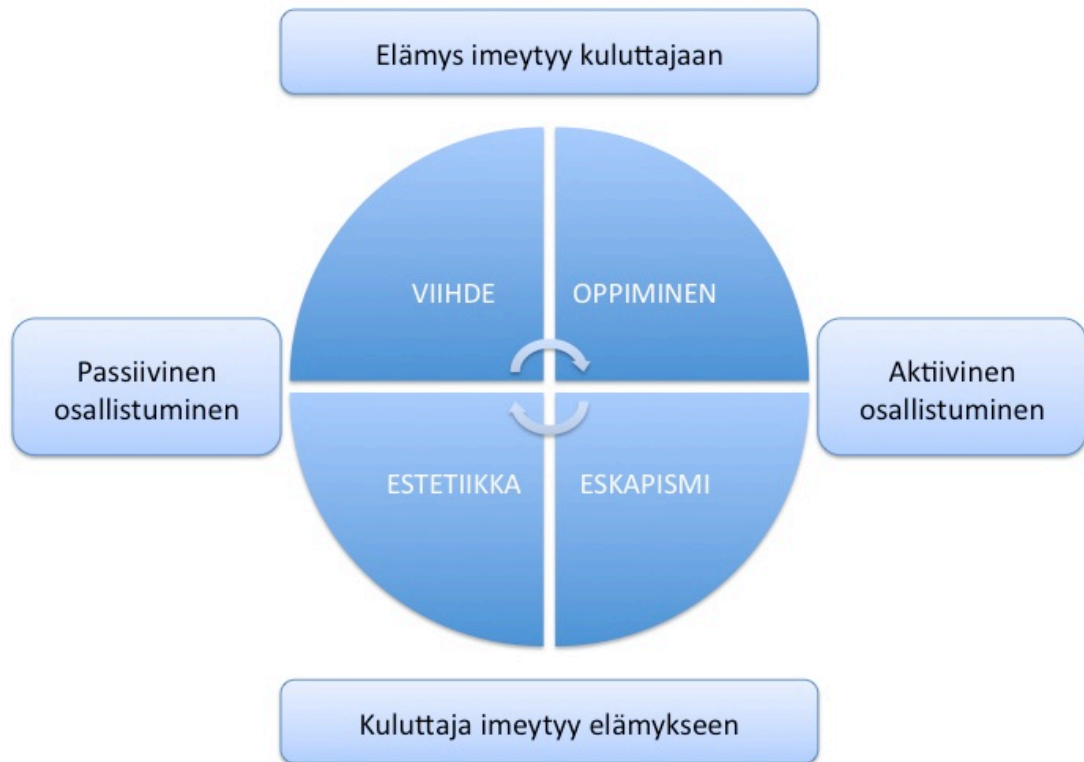 Elämys imeytyy kuluttajaan
VIIHDE
OPPIMINEN
Passiivinen
osallistuminen
Aktiivinen
osallistuminen
ESTETIIKKA
ESKAPISMI
Kuluttaja imeytyy elämykseen